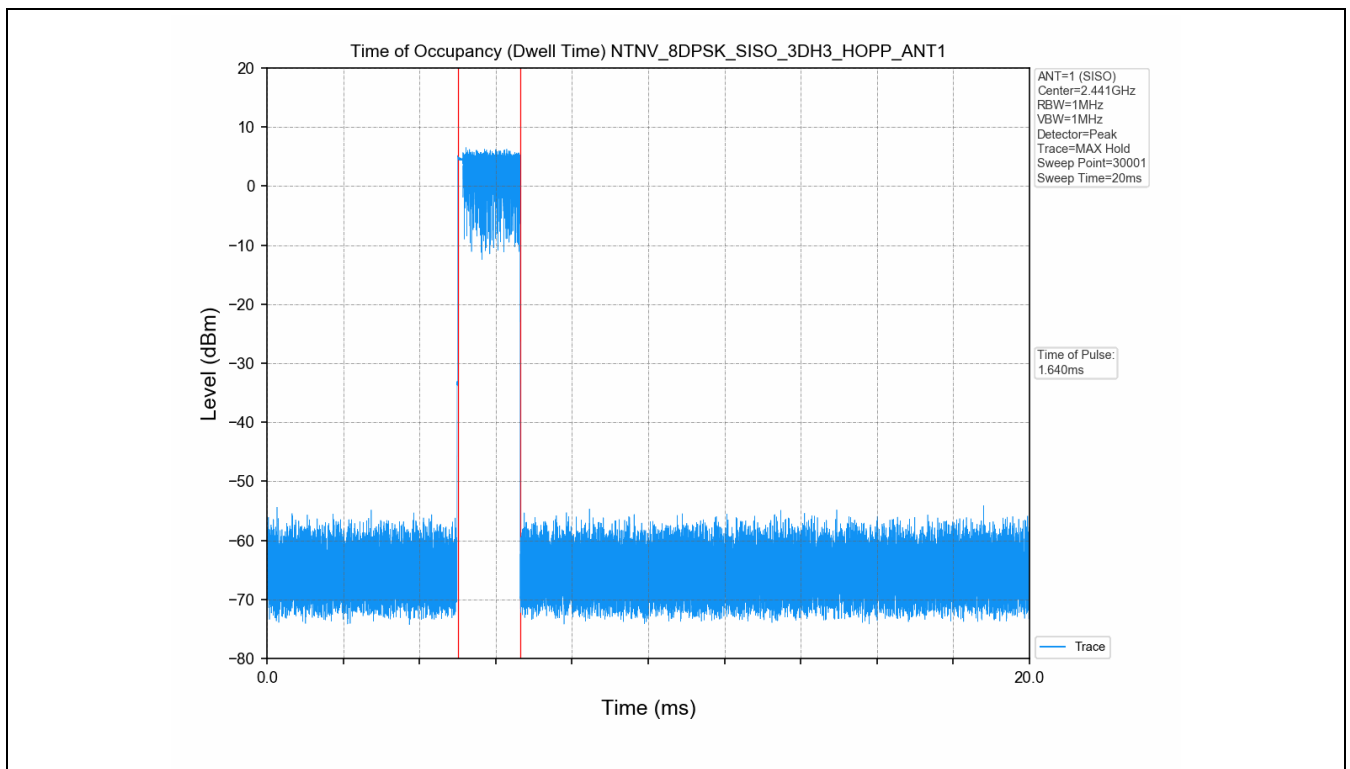 Time of Occupancy (Dwell Time) NTNV_8DPSK_SISO_3DH3_HOPP_ANT1
20
10
0
−10
−20
−30
−40
−50
−60
−70
−80
Level (dBm)
0.0
20.0
Time (ms)
ANT=1 (SISO)
Center=2.441GHz
RBW=1MHz
VBW=1MHz
Detector=Peak
Trace=MAX Hold
Sweep Point=30001
Sweep Time=20ms
Time of Pulse:
1.640ms
Trace